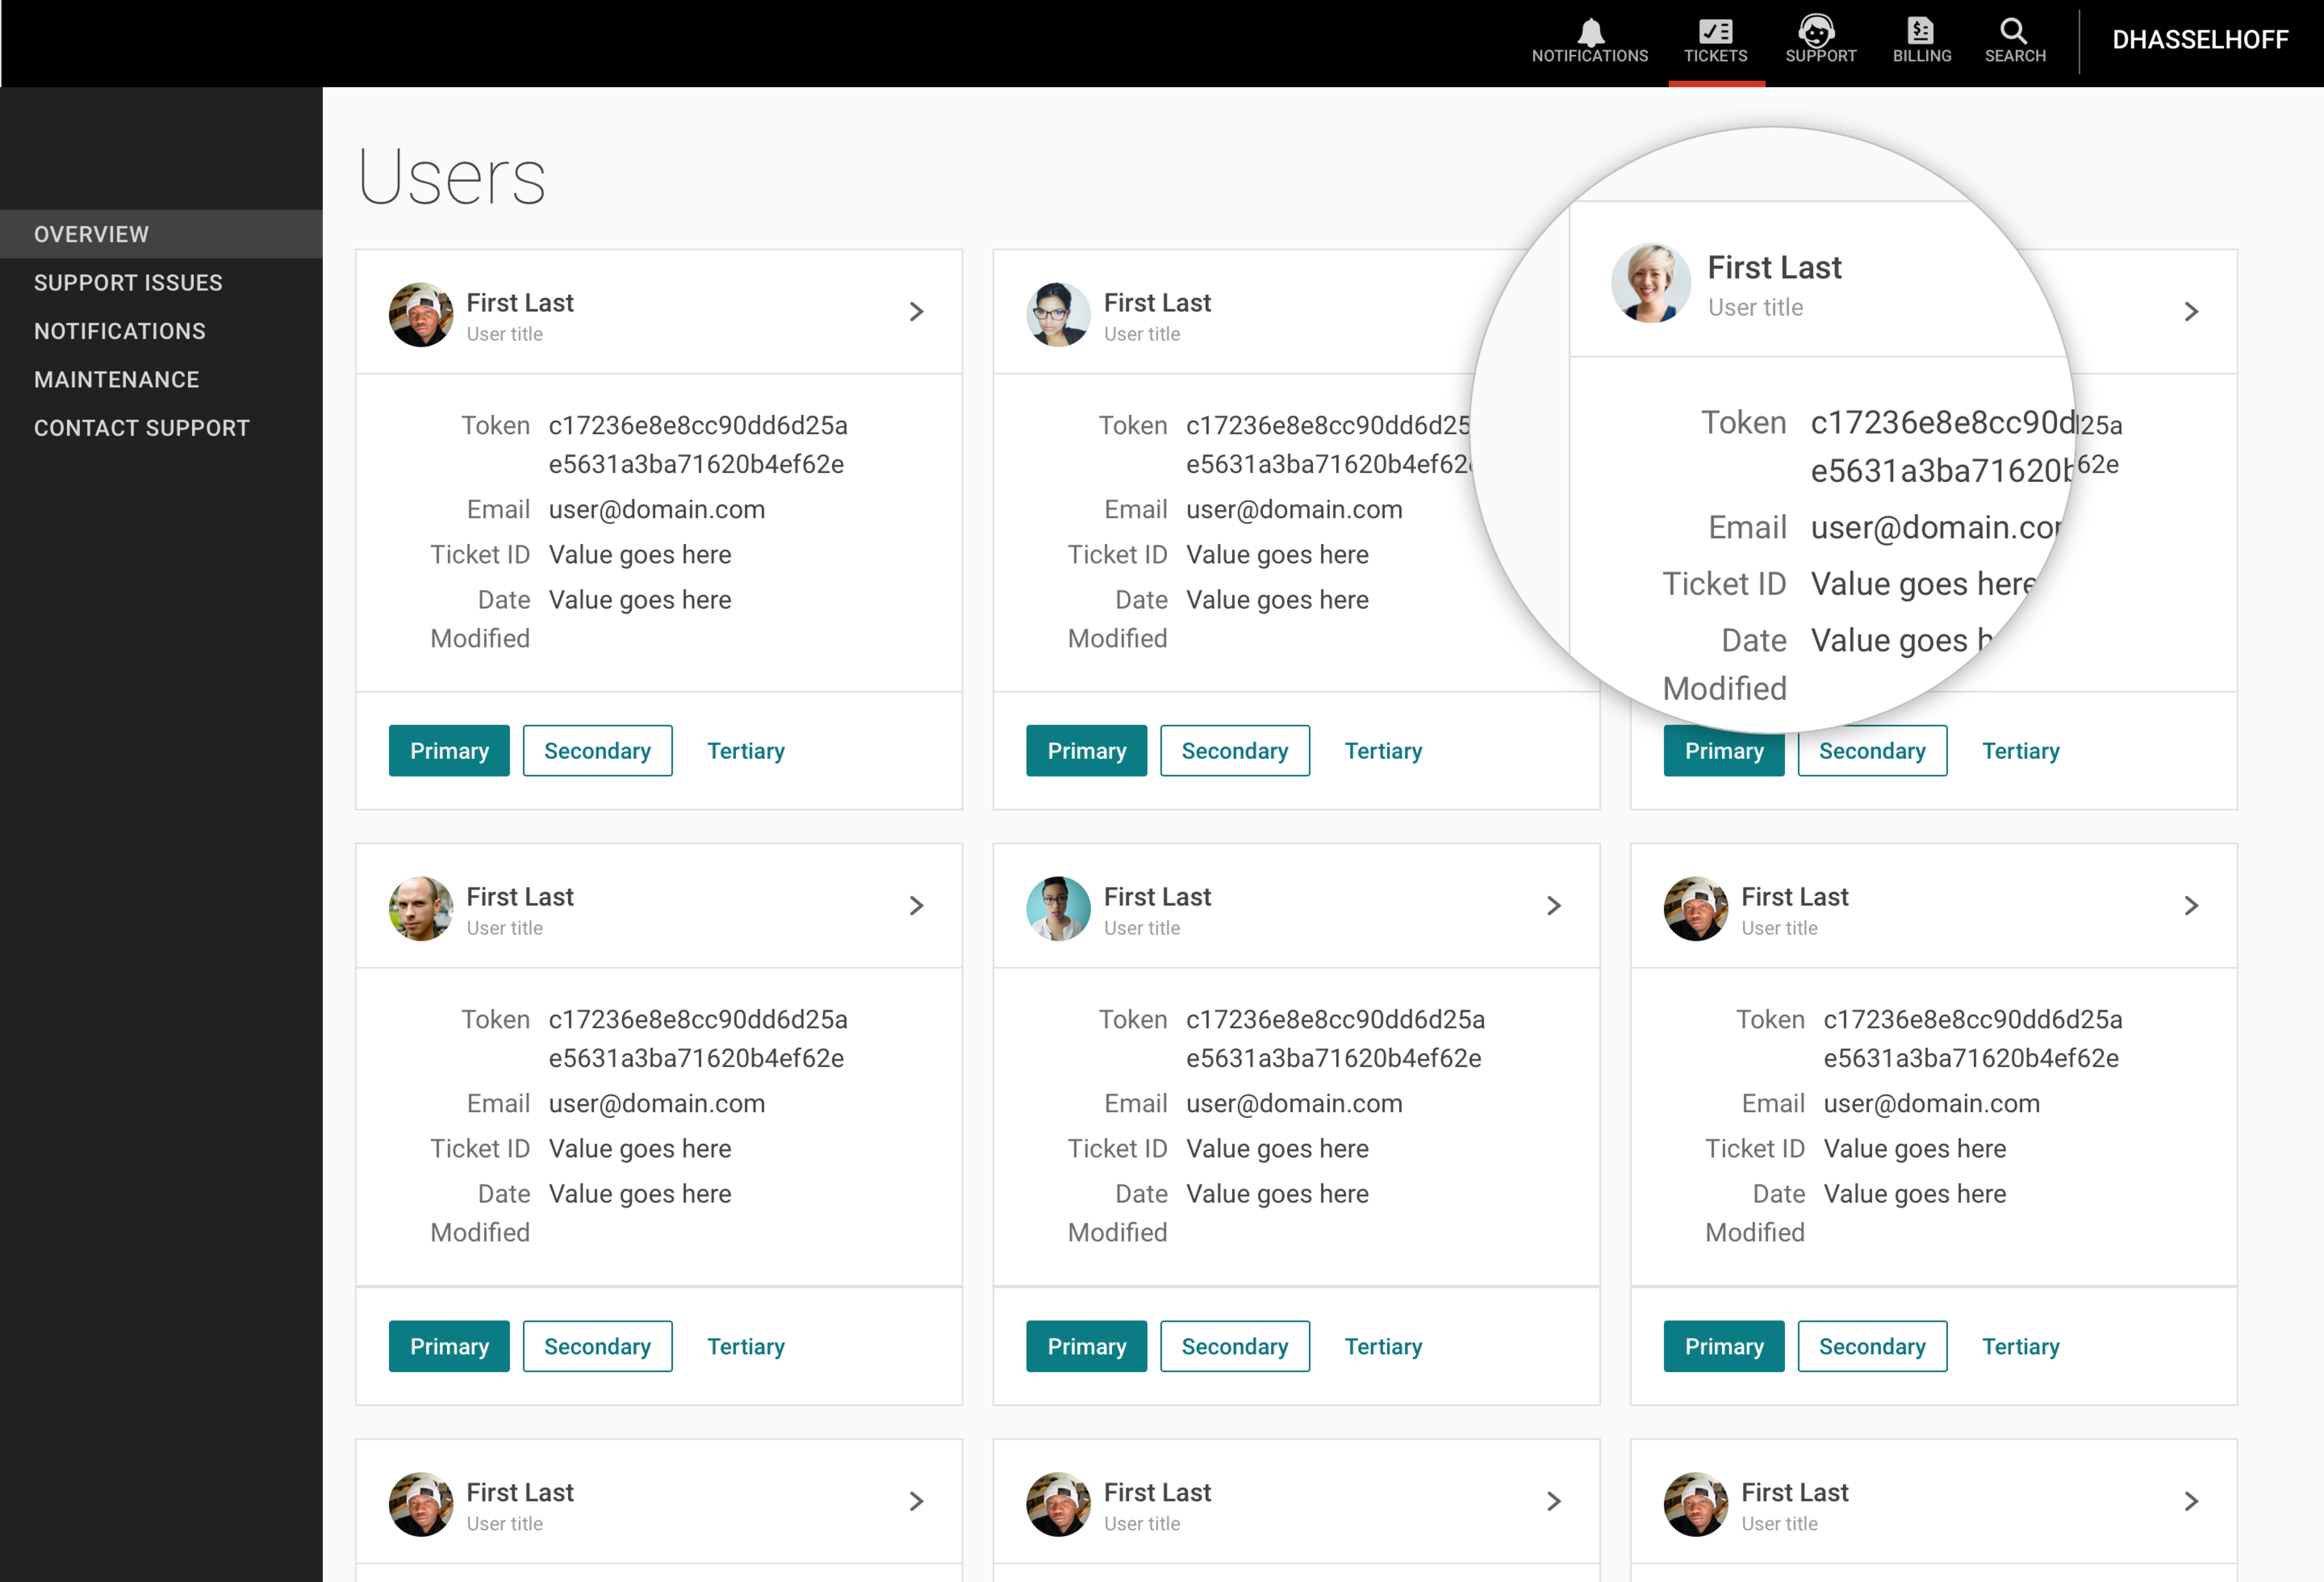 NOTIFICATIONS TICKETS SUPPORT BILLING SEARCH DHASSELHOFF
OVERVIEW
SUPPORT ISSUES
NOTIFICATIONS
MAINTENANCE
CONTACT SUPPORT
Users
First Last
User title
Token c17236e8e8cc90dd6d25a
e5631a3ba71620b4ef62e
Email user@domain.com
Ticket ID Value goes here
Date Value goes here
Modified
Primary Secondary Tertiary
First Last
User title
Token c17236e8e8cc90dd6d25
e5631a3ba71620b4ef62
Email user@domain.com
Ticket ID Value goes here
Date Value goes here
Modified
Primary Secondary Tertiary
First Last
User title
Token c17236e8e8cc90d 25a
e5631a3ba71620b 62e
Email user@domain.co
Ticket ID Value goes here
Date Value goes h
Modified
Primary Secondary Tertiary
First Last
User title
Token c17236e8e8cc90dd6d25a
e5631a3ba71620b4ef62e
Email user@domain.com
Ticket ID Value goes here
Date Value goes here
Modified
Primary Secondary Tertiary
First Last
User title
Token c17236e8e8cc90dd6d25a
e5631a3ba71620b4ef62e
Email user@domain.com
Ticket ID Value goes here
Date Value goes here
Modified
Primary Secondary Tertiary
First Last
User title
Token c17236e8e8cc90dd6d25a
e5631a3ba71620b4ef62e
Email user@domain.com
Ticket ID Value goes here
Date Value goes here
Modified
Primary Secondary Tertiary
First Last
User title
First Last
User title
First Last
User title